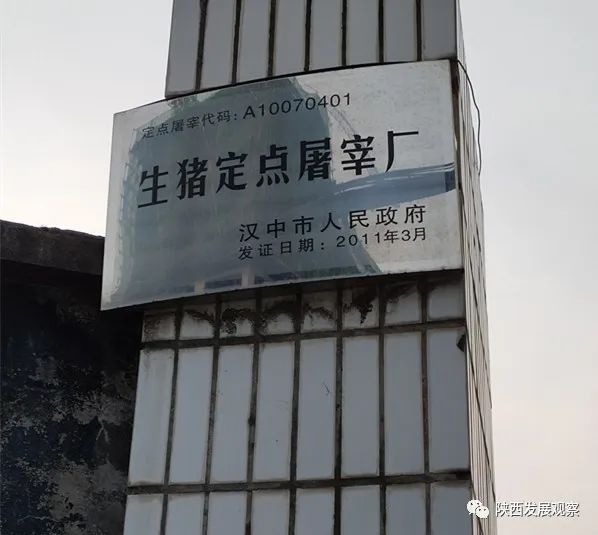 定点屠宰代码：A10070401
生猪定点屠宰厂
汉中市人民政府
发证日期：2011年3月
陕西发展观察